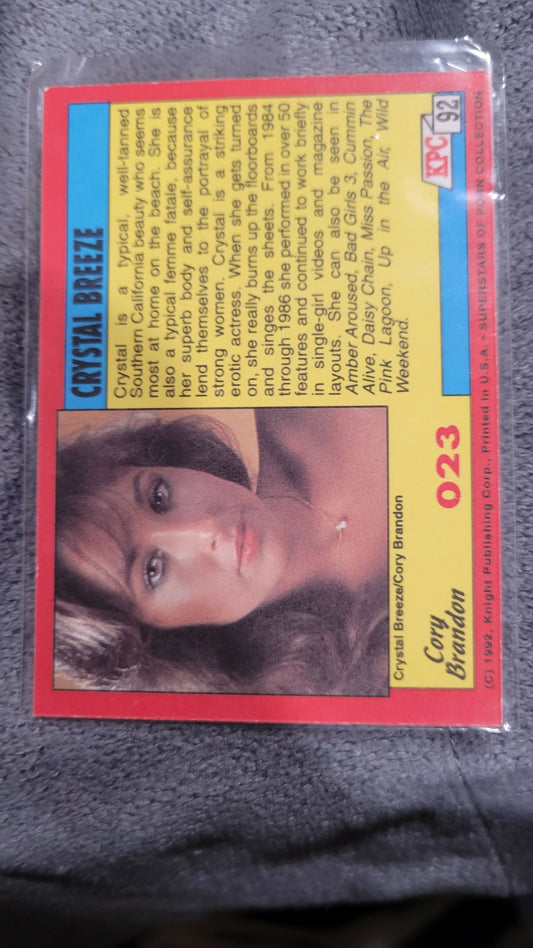 CRYSTAL BREEZE
Crystal is a typical, well-tanned
Southern California beauty who seems
most at home on the beach. She is
also a typical femme fatale, because
her superb body and self-assurance
lend themselves to the portrayal of
strong women. Crystal is a striking
erotic actress. When she gets turned
on, she really burns up the floorboards
and singes the sheets. From 1984
through 1986 she performed in over 50
features and continued to work briefly
in single-girl videos and magazine
layouts. She can also be seen in
Amber Aroused, Bad Girls 3, Cummin
Alive, Daisy Chain, Miss Passion, The
Pink Lagoon, Up in the Air, Wild
Weekend.
Crystal Breeze/Cory Brandon
Cory
Brandon
023
KPC 92
(C) 1992, Knight Publishing Corp., Printed in U.S.A. • SUPERSTARS OF PORN COLLECTION